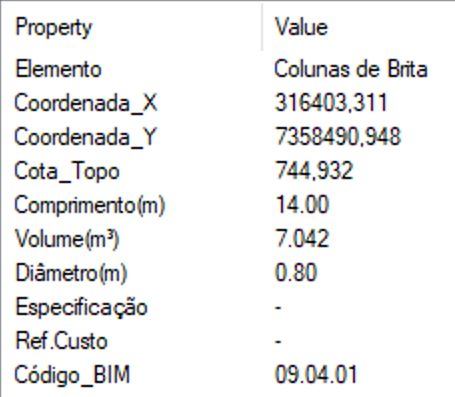 Property Value
Elemento Colunas de Brita
Coordenada_X 316403,311
Coordenada_Y 7358490,948
Cota_Topo 744,932
Comprimento(m) 14.00
Volume(m³) 7.042
Diâmetro(m) 0.80
Especificação -
Ref.Custo -
Código_BIM 09.04.01